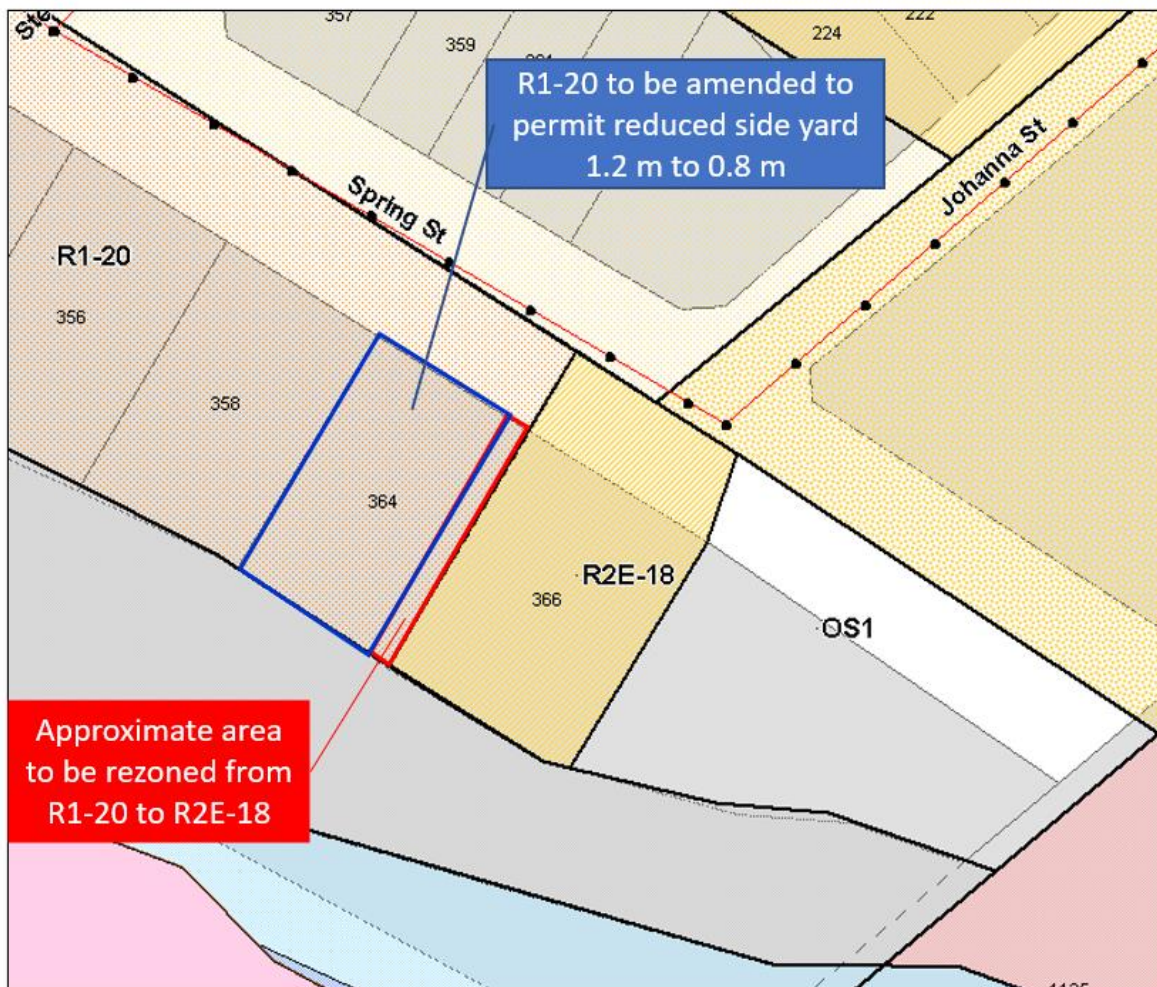 Ste
357
359
224
222
R1-20 to be amended to
permit reduced side yard
1.2 m to 0.8 m
Johanna St
Spring St
R1-20
356
358
364
R2E-18
366
OS1
Approximate area
to be rezoned from
R1-20 to R2E-18